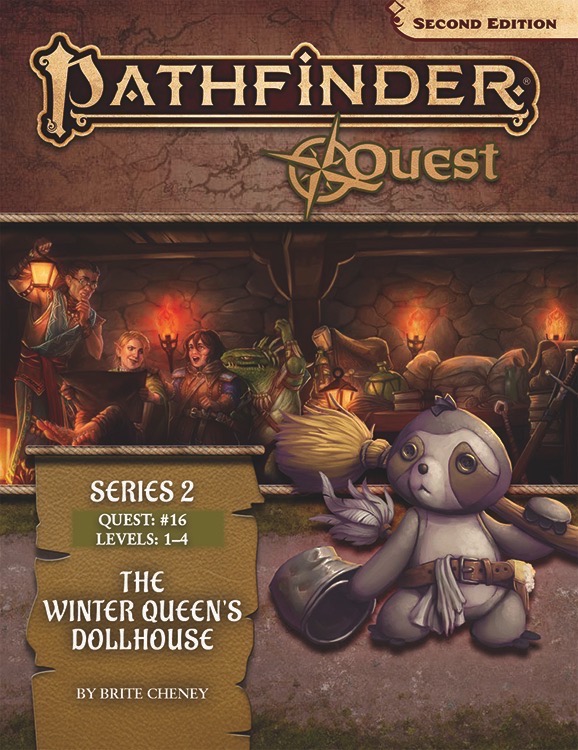 SECOND EDITION
PATHFINDER®
QUEST
SERIES 2
QUEST: #16
LEVELS: 1–4
THE
WINTER QUEEN'S
DOLLHOUSE
BY BRITE CHENEY